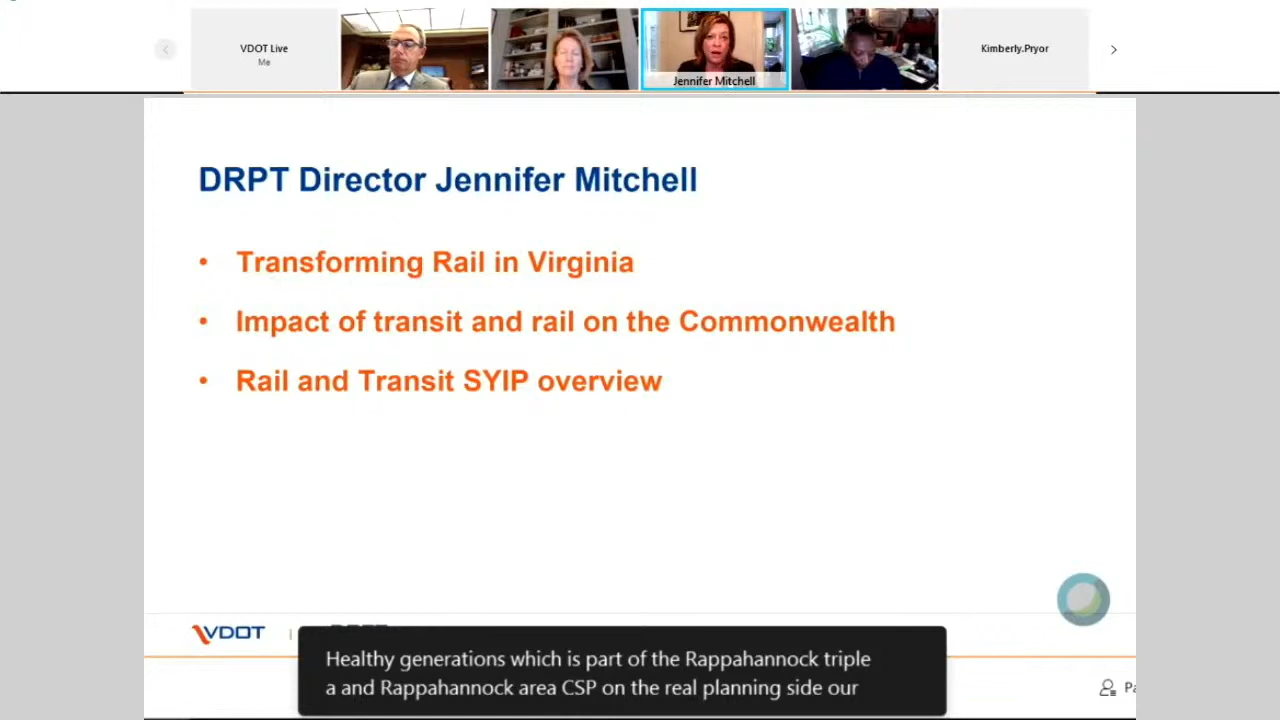 VDOT Live
Me
Jennifer Mitchell
Kimberly.Pryor
DRPT Director Jennifer Mitchell
• Transforming Rail in Virginia
• Impact of transit and rail on the Commonwealth
• Rail and Transit SYIP overview
VDOT
Healthy generations which is part of the Rappahannock triple
a and Rappahannock area CSP on the real planning side our